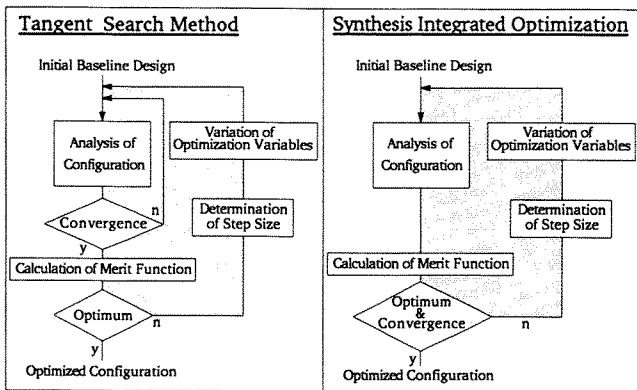 Tangent Search Method
Initial Baseline Design
Analysis of
Configuration
Variation of
Optimization Variables
n
Convergence
Determination
of Step Size
y
Calculation of Merit Function
Optimum
n
y
Optimized Configuration
Synthesis Integrated Optimization
Initial Baseline Design
Analysis of
Configuration
Variation of
Optimization Variables
Determination
of Step Size
Calculation of Merit Function
Optimum
&
Convergence
n
y
Optimized Configuration